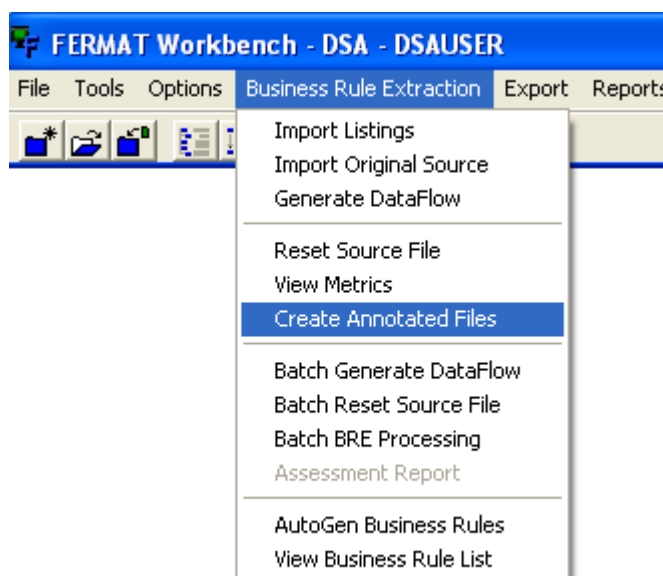 FERMAT Workbench - DSA - DSAUSER
File Tools Options Business Rule Extraction Export Reports
Import Listings
Import Original Source
Generate DataFlow
Reset Source File
View Metrics
Create Annotated Files
Batch Generate DataFlow
Batch Reset Source File
Batch BRE Processing
Assessment Report
AutoGen Business Rules
View Business Rule List